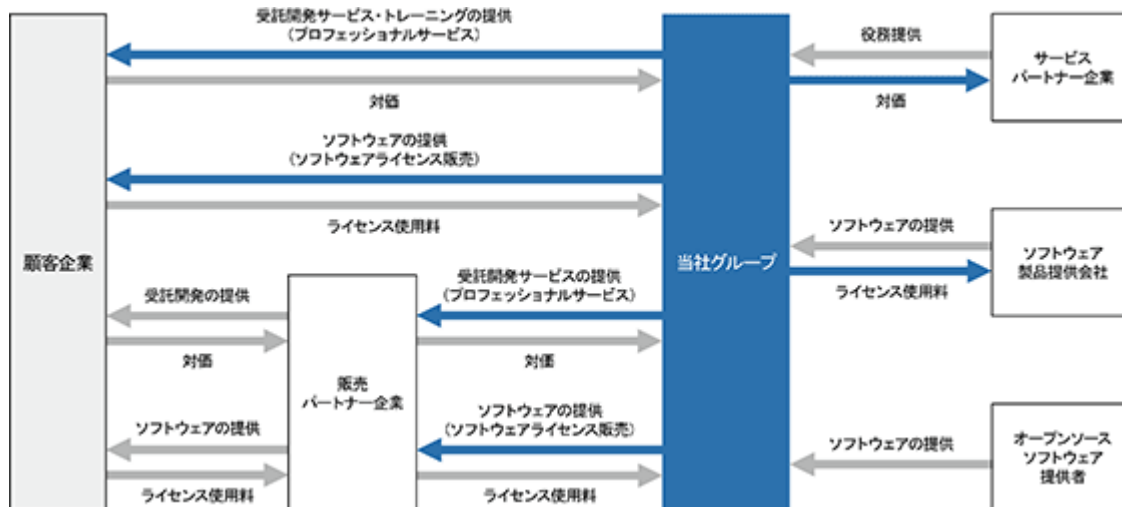 受託開発サービス・トレーニングの提供
(プロフェッショナルサービス)
対価
ソフトウェアの提供
(ソフトウェアライセンス販売)
ライセンス使用料
顧客企業
受託開発の提供
対価
ソフトウェアの提供
ライセンス使用料
販売
パートナー企業
受託開発サービスの提供
(プロフェッショナルサービス)
対価
ソフトウェアの提供
(ソフトウェアライセンス販売)
ライセンス使用料
当社グループ
役務提供
対価
サービス
パートナー企業
ソフトウェアの提供
ライセンス使用料
ソフトウェア
製品提供会社
ソフトウェアの提供
オープンソース
ソフトウェア
提供者